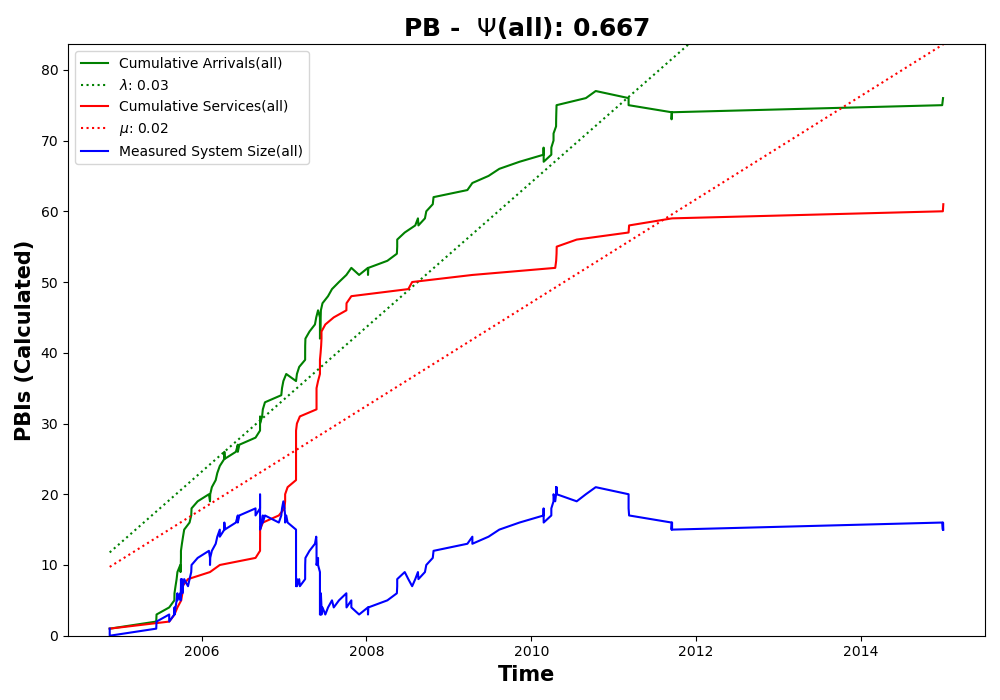 PB - Ψ(all): 0.667
Cumulative Arrivals(all)
λ: 0.03
Cumulative Services(all)
μ: 0.02
Measured System Size(all)
80
70
60
50
40
30
20
10
0
PBIs (Calculated)
2006 2008 2010 2012 2014
Time